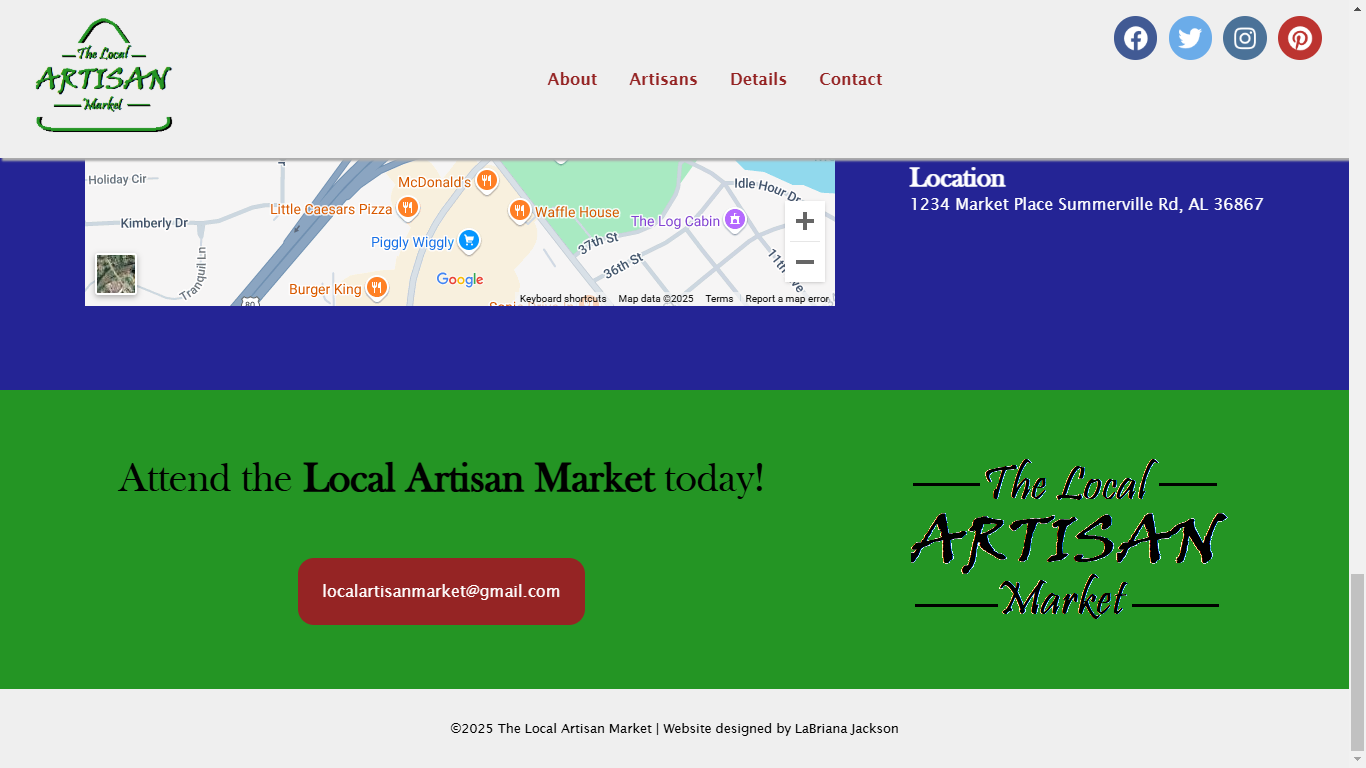 The Local
ARTISAN
Market
About
Artisans
Details
Contact
Holiday Cir
McDonald's
Little Caesars Pizza
Waffle House
Kimberly Dr
Piggly Wiggly
Idle Hour Dr
The Log Cabin
37th St
36th St
11th
Tranquil Ln
Burger King
Google
80
Keyboard shortcuts
Map data ©2025
Terms
Report a map error
Location
1234 Market Place Summerville Rd, AL 36867
Attend the Local Artisan Market today!
localartisanmarket@gmail.com
The Local
ARTISAN
Market
©2025 The Local Artisan Market | Website designed by LaBriana Jackson